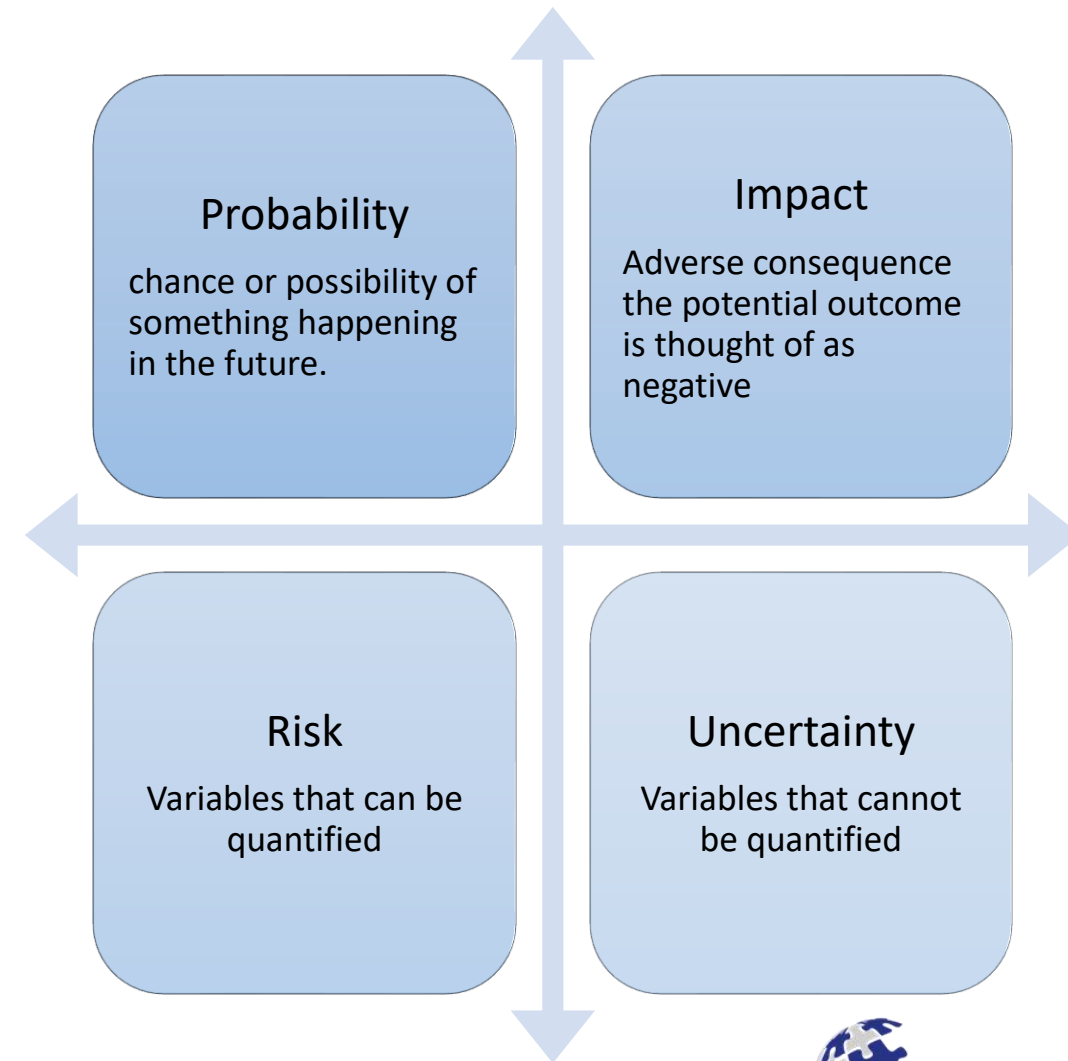 Probability
chance or possibility of
something happening
in the future.
Impact
Adverse consequence
the potential outcome
is thought of as
negative
Risk
Variables that can be
quantified
Uncertainty
Variables that cannot
be quantified